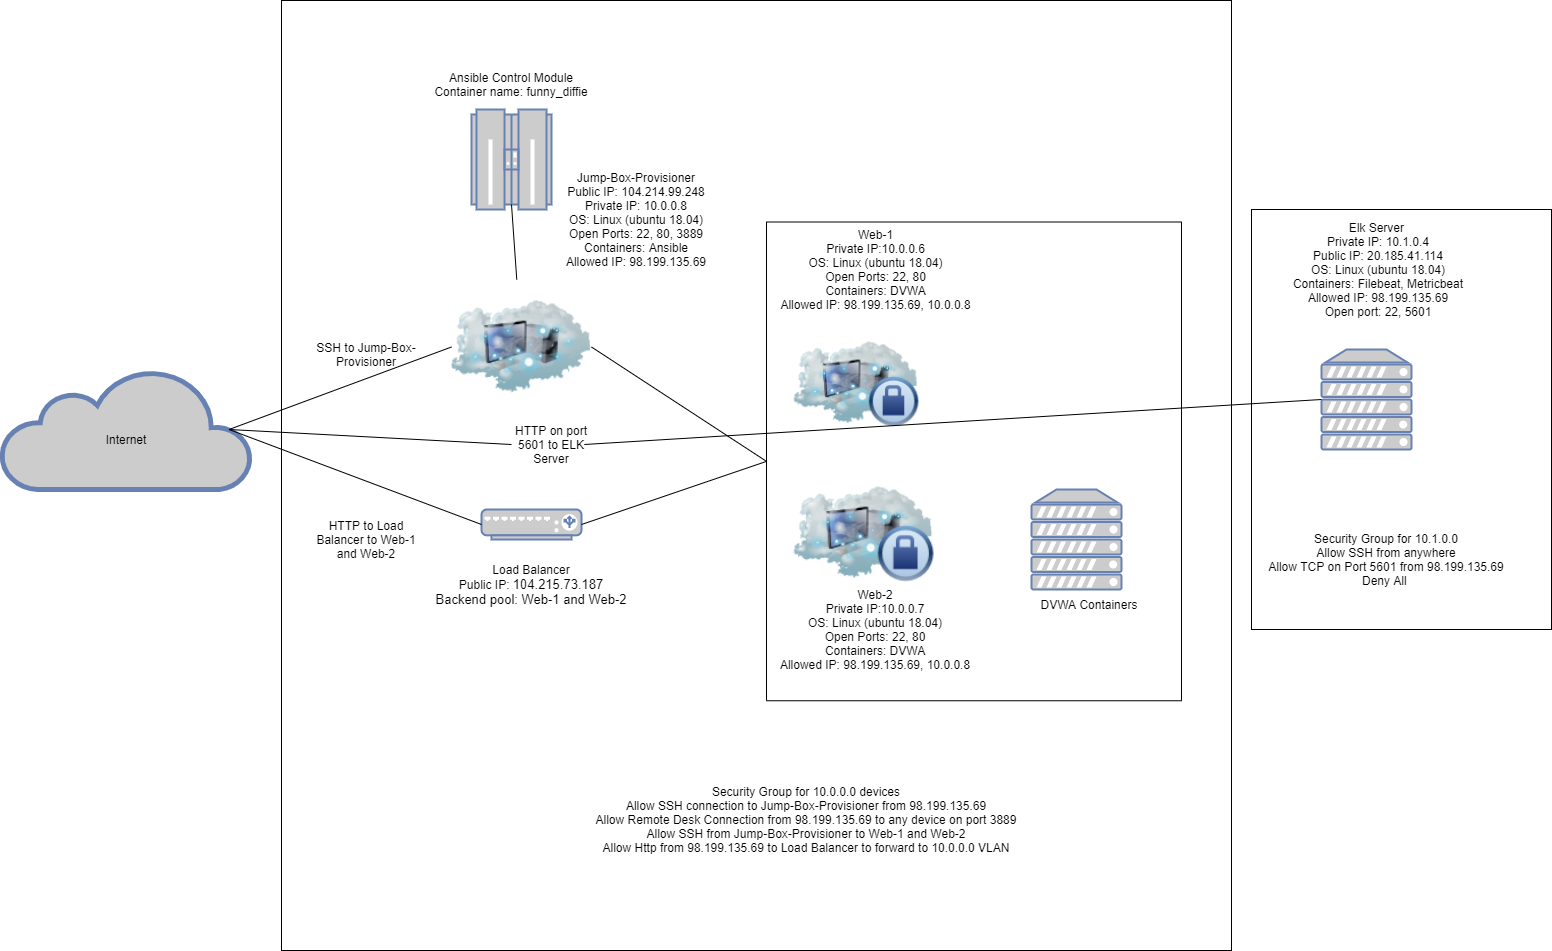 Ansible Control Module
Container name: funny_diffie
Jump-Box-Provisioner
Public IP: 104.214.99.248
Private IP: 10.0.0.8
OS: Linux (ubuntu 18.04)
Open Ports: 22, 80, 3889
Containers: Ansible
Allowed IP: 98.199.135.69
SSH to Jump-Box-
Provisioner
Internet
HTTP on port
5601 to ELK
Server
HTTP to Load
Balancer to Web-1
and Web-2
Load Balancer
Public IP: 104.215.73.187
Backend pool: Web-1 and Web-2
Web-1
Private IP:10.0.0.6
OS: Linux (ubuntu 18.04)
Open Ports: 22, 80
Containers: DVWA
Allowed IP: 98.199.135.69, 10.0.0.8
Web-2
Private IP:10.0.0.7
OS: Linux (ubuntu 18.04)
Open Ports: 22, 80
Containers: DVWA
Allowed IP: 98.199.135.69, 10.0.0.8
DVWA Containers
Elk Server
Private IP: 10.1.0.4
Public IP: 20.185.41.114
OS: Linux (ubuntu 18.04)
Containers: Filebeat, Metricbeat
Allowed IP: 98.199.135.69
Open port: 22, 5601
Security Group for 10.1.0.0
Allow SSH from anywhere
Allow TCP on Port 5601 from 98.199.135.69
Deny All
Security Group for 10.0.0.0 devices
Allow SSH connection to Jump-Box-Provisioner from 98.199.135.69
Allow Remote Desk Connection from 98.199.135.69 to any device on port 3889
Allow SSH from Jump-Box-Provisioner to Web-1 and Web-2
Allow Http from 98.199.135.69 to Load Balancer to forward to 10.0.0.0 VLAN